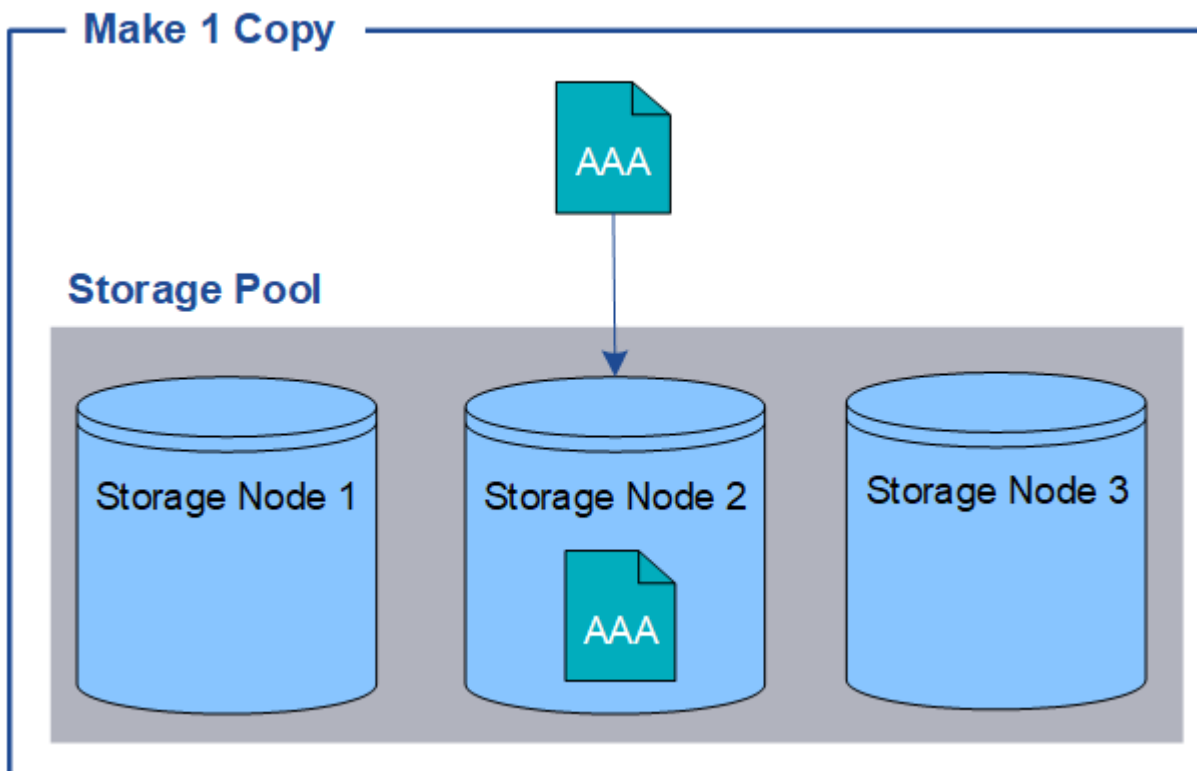 Make 1 Copy
AAA
Storage Pool
Storage Node 1
Storage Node 2
Storage Node 3
AAA